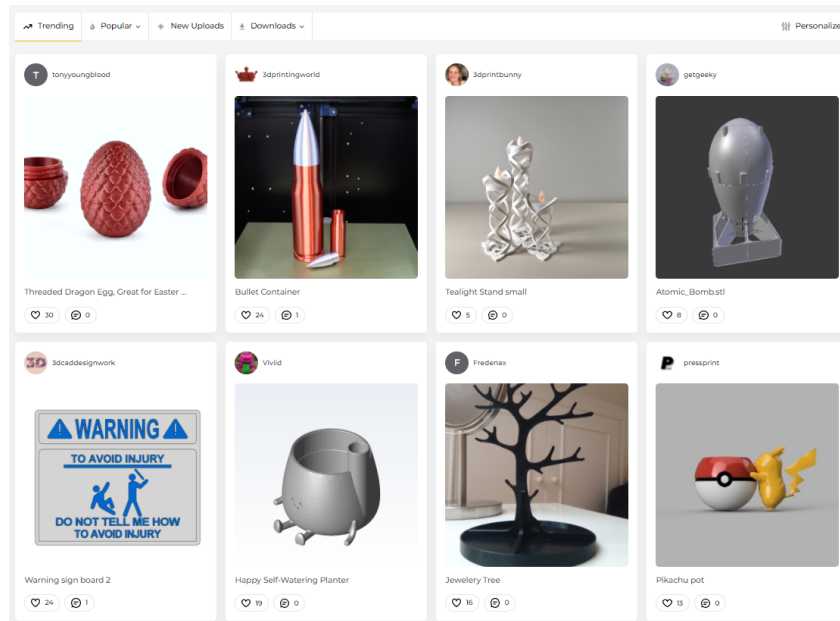 Trending
Popular
New Uploads
Downloads
Personalize
T
tonyyoungblood
3dprintingworld
3dprintbunny
getgeeky
Threaded Dragon Egg, Great for Easter ...
Bullet Container
Tealight Stand small
Atomic_Bomb.stl
30
0
24
1
5
0
8
0
3D
3dcaddesignwork
Viviid
F
Fredenax
P
pressprint
WARNING
TO AVOID INJURY
DO NOT TELL ME HOW
TO AVOID INJURY
Warning sign board 2
Happy Self-Watering Planter
Jewelery Tree
Pikachu pot
24
1
19
0
16
0
13
0